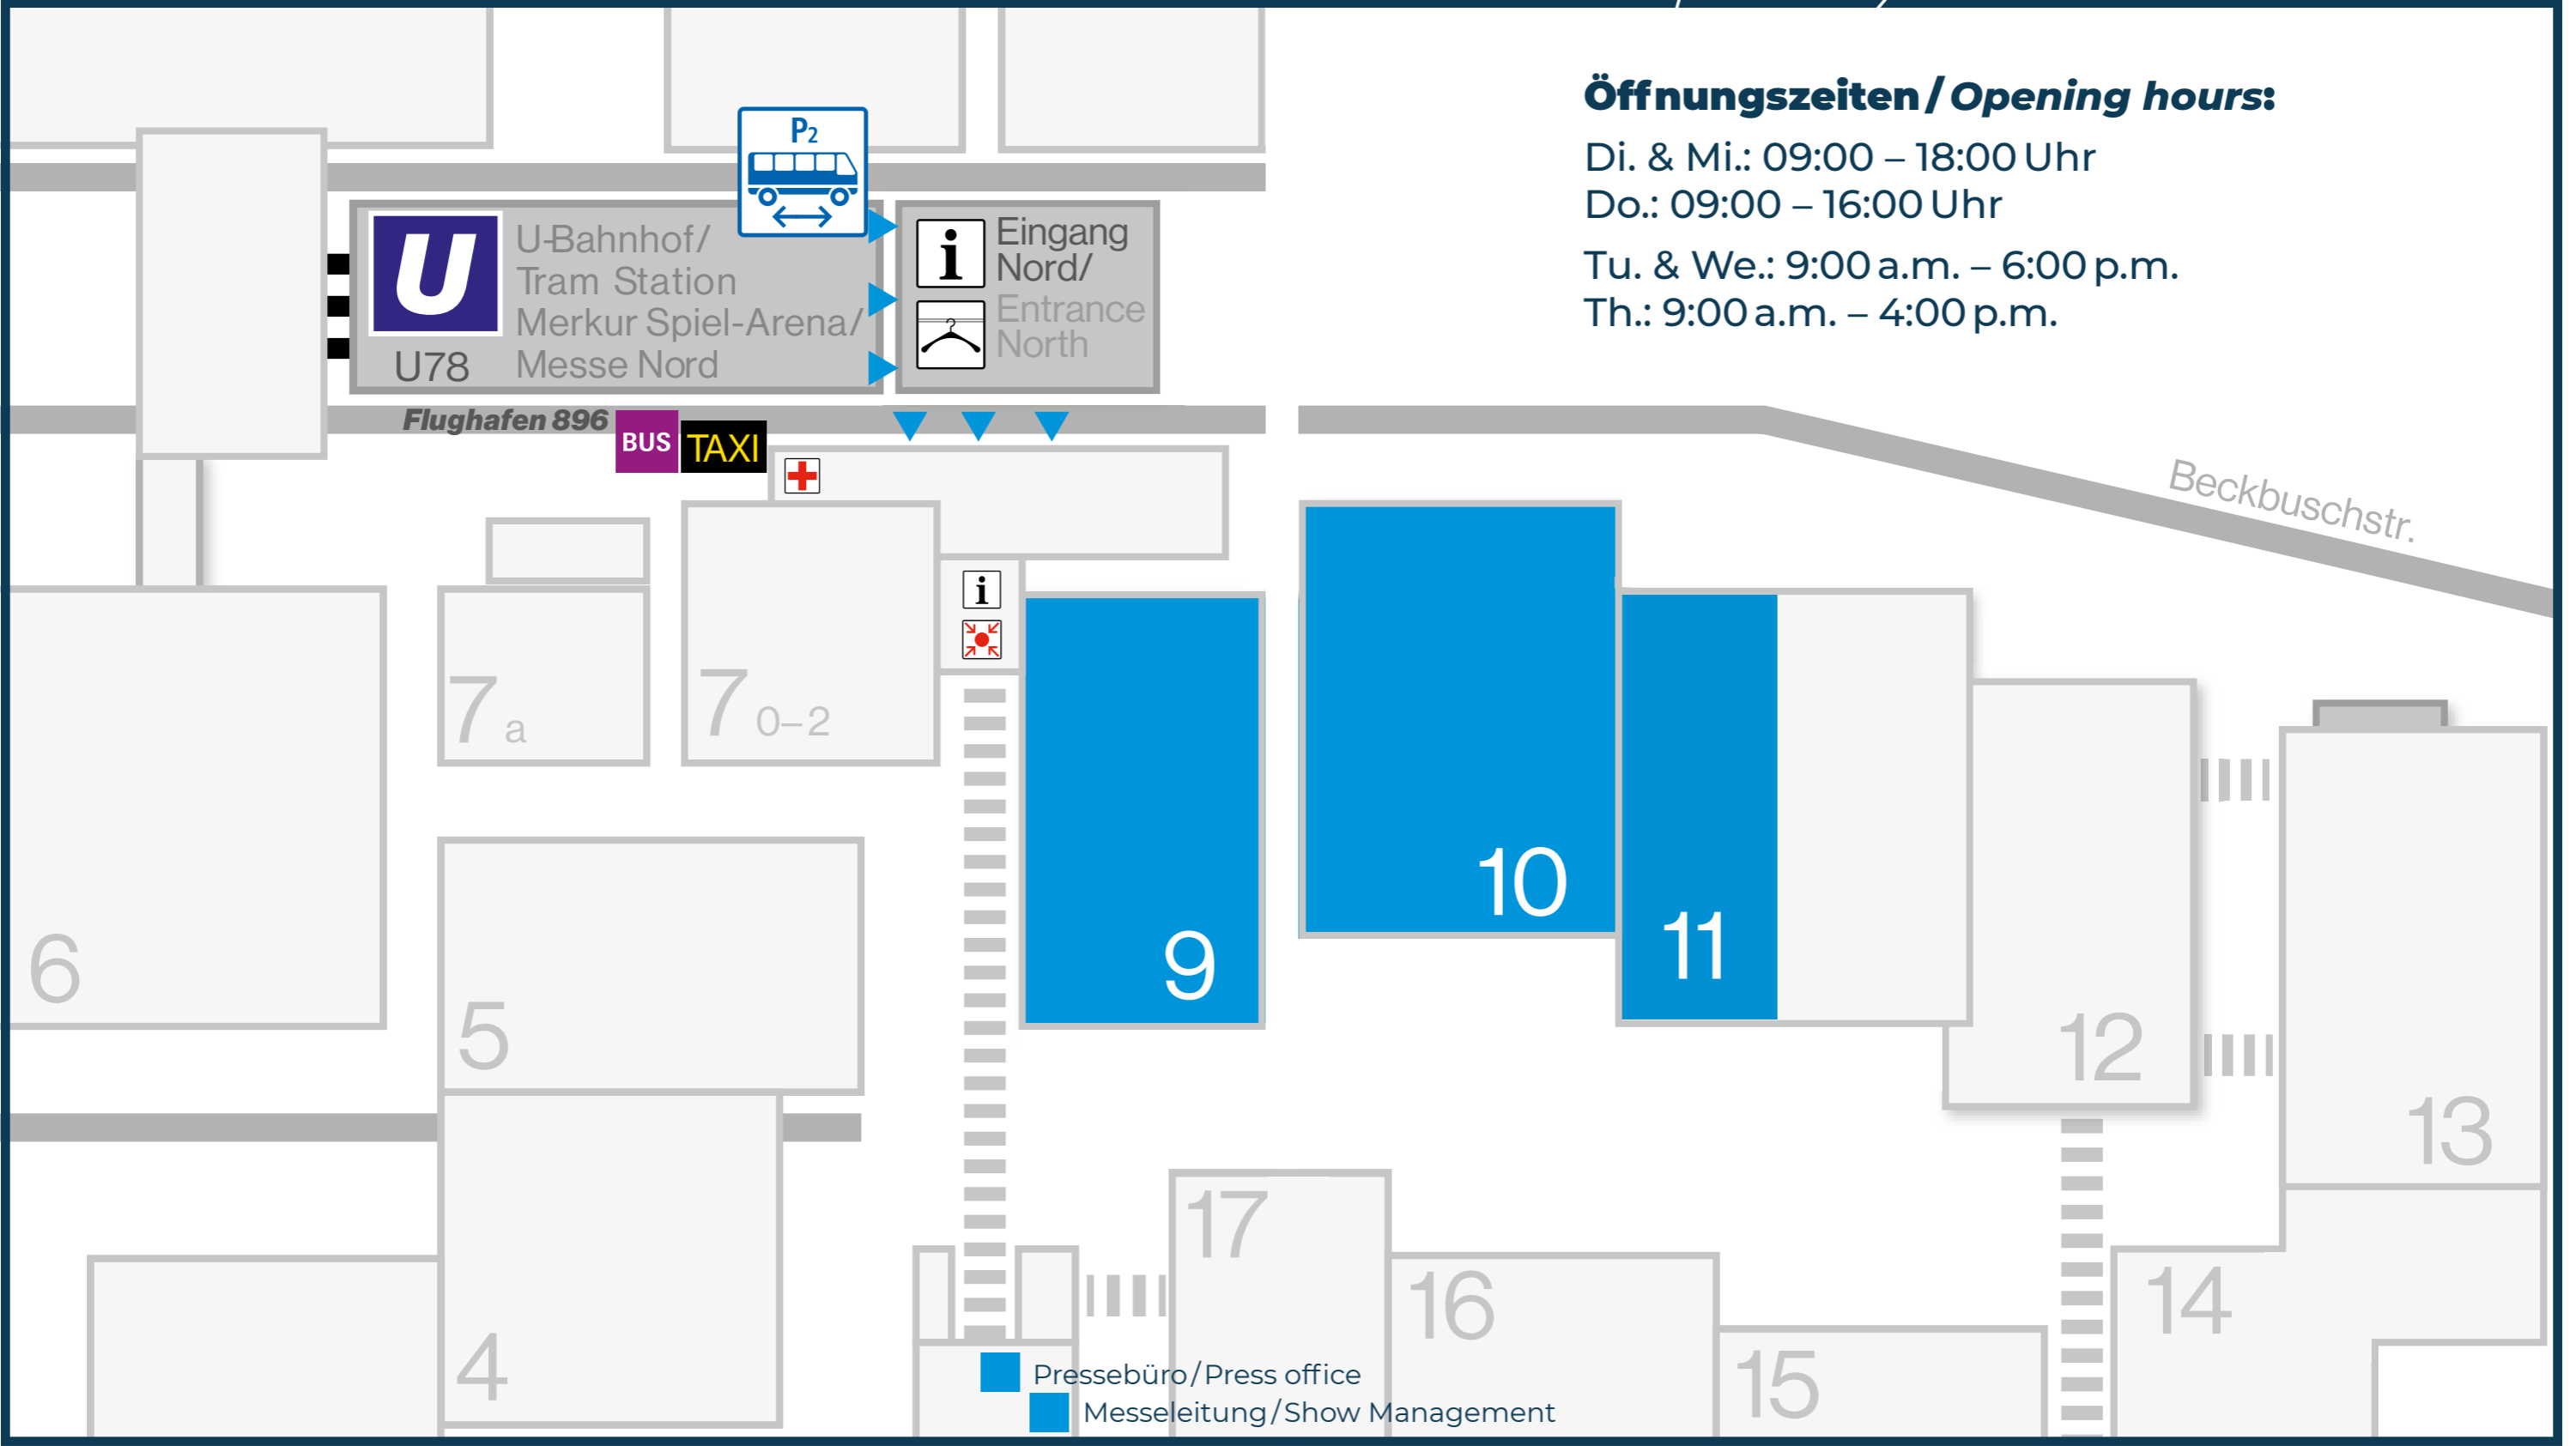 Öffnungszeiten / Opening hours:
Di. & Mi.: 09:00 – 18:00 Uhr
Do.: 09:00 – 16:00 Uhr
Tu. & We.: 9:00 a.m. – 6:00 p.m.
Th.: 9:00 a.m. – 4:00 p.m.
P2
U
U78
U-Bahnhof/
Tram Station
Merkur Spiel-Arena/
Messe Nord
i
Eingang
Nord/
Entrance
North
Flughafen 896
BUS
TAXI
Beckbuschstr.
i
7 a
7 0–2
6
5
9
10
11
12
13
4
17
16
15
14
Pressebüro / Press office
Messeleitung / Show Management